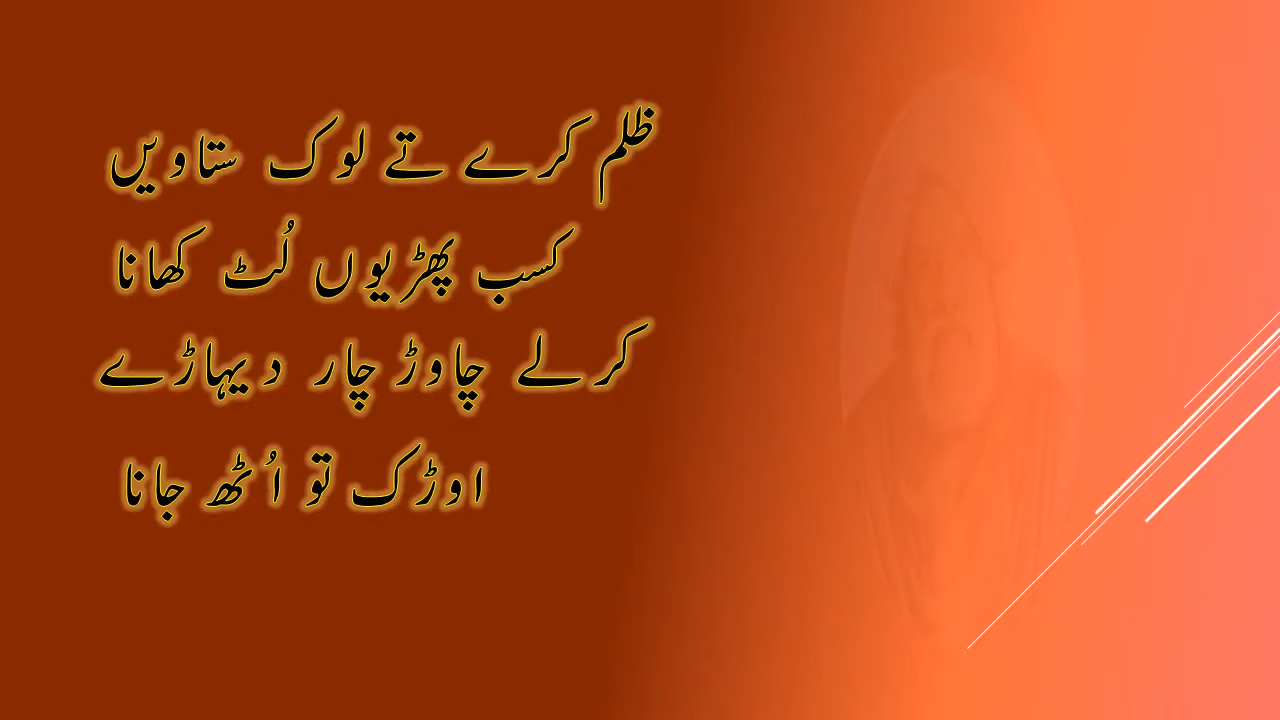 ظلم کرے تے لوک ستاویں
کسب پھڑیوں لُٹ کھانا
کرلے چاوڑ چار دیہاڑے
اوڑک تو اُٹھ جانا